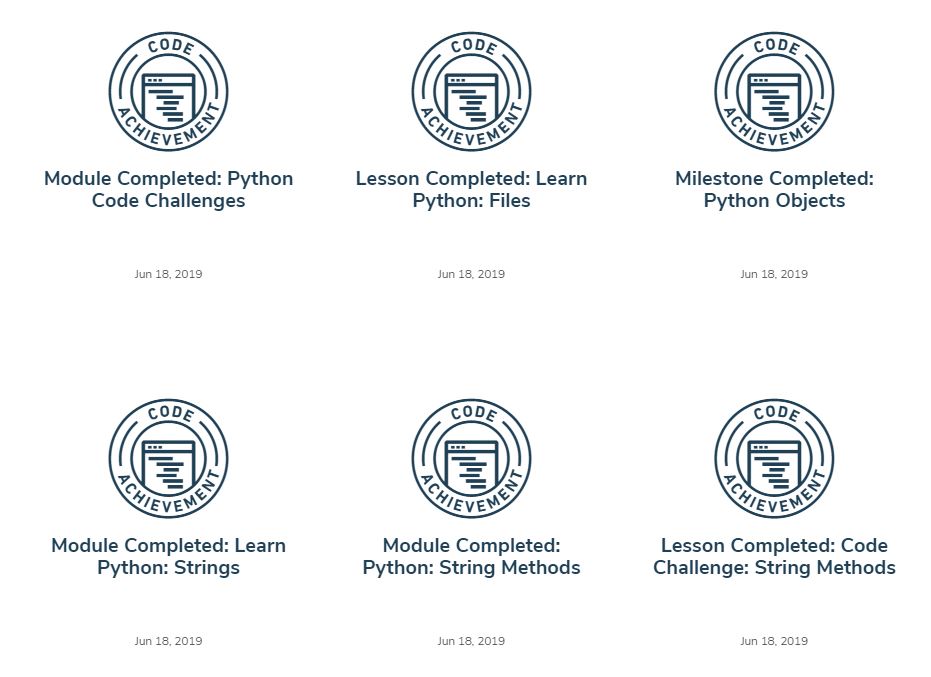 CODE
ACHIEVEMENT
CODE
ACHIEVEMENT
CODE
ACHIEVEMENT
Module Completed: Python
Code Challenges
Lesson Completed: Learn
Python: Files
Milestone Completed:
Python Objects
Jun 18, 2019
Jun 18, 2019
Jun 18, 2019
CODE
ACHIEVEMENT
CODE
ACHIEVEMENT
CODE
ACHIEVEMENT
Module Completed: Learn
Python: Strings
Module Completed:
Python: String Methods
Lesson Completed: Code
Challenge: String Methods
Jun 18, 2019
Jun 18, 2019
Jun 18, 2019